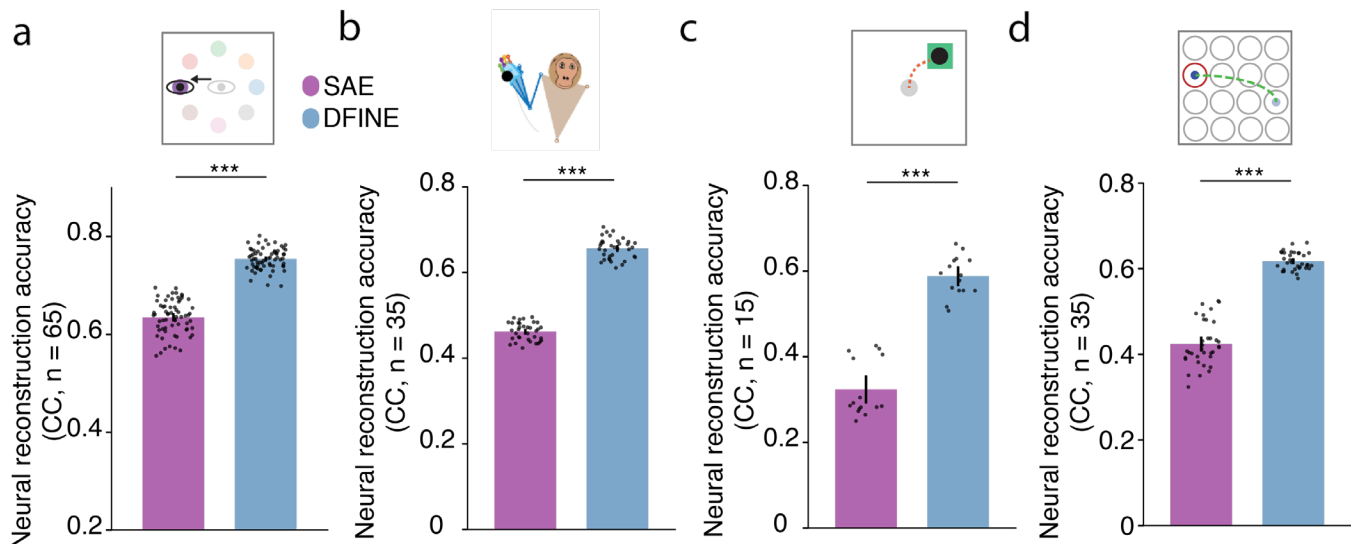 a
SAE
DFINE
***
Neural reconstruction accuracy
(CC, n = 65)
0.8
0.6
0.4
0.2
b
***
Neural reconstruction accuracy
(CC, n = 35)
0.8
0.6
0.4
0.2
0
c
***
Neural reconstruction accuracy
(CC, n = 15)
0.8
0.6
0.4
0.2
0
d
***
Neural reconstruction accuracy
(CC, n = 35)
0.8
0.6
0.4
0.2
0